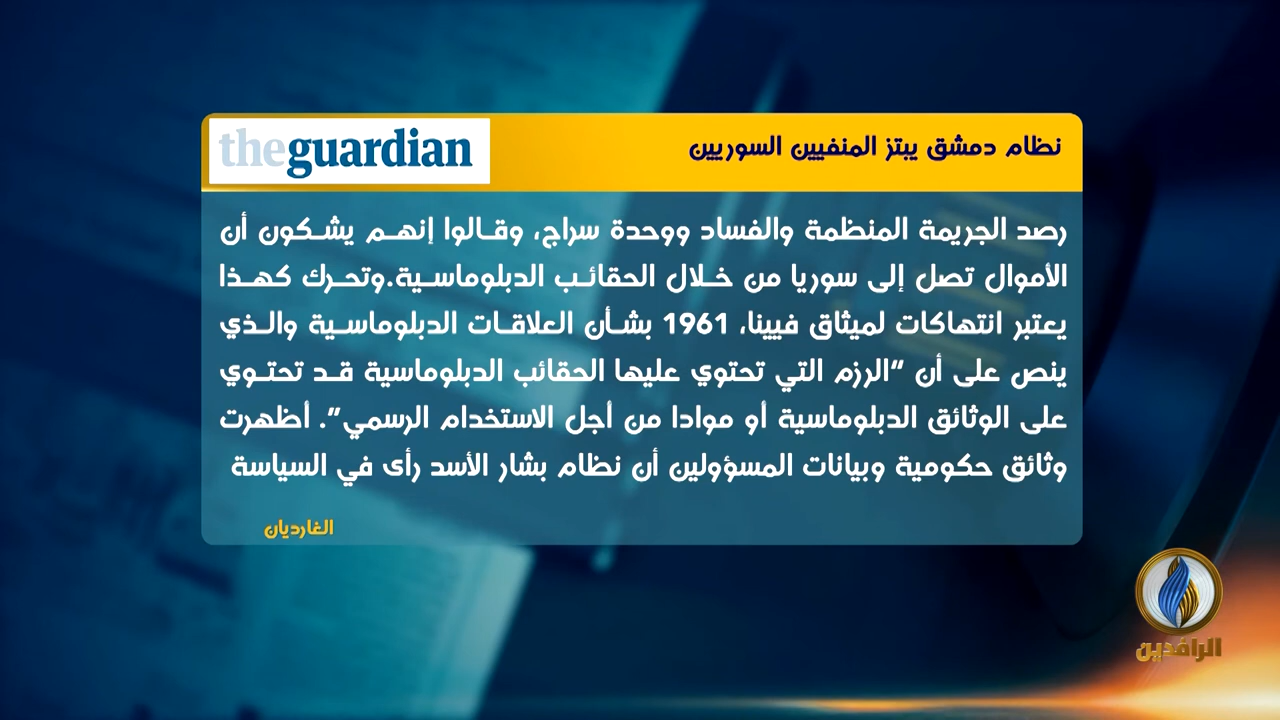 theguardian
نظام دمشق يبتز المنفيين السوريين
رصد الجريمة المنظمة والفساد ووحدة سراج، وقالوا إنهم يشكون أن
الأموال تصل إلى سوريا من خلال الحقائب الدبلوماسية.وتحرك كهذا
يعتبر انتهاكات لميثاق فيينا، 1961 بشأن العلاقات الدبلوماسية والذي
ينص على أن “الرزم التي تحتوي عليها الحقائب الدبلوماسية قد تحتوي
على الوثائق الدبلوماسية أو موادا من أجل الاستخدام الرسمي”. أظهرت
وثائق حكومية وبيانات المسؤولين أن نظام بشار الأسد رأى في السياسة
الغارديان
الرافدين